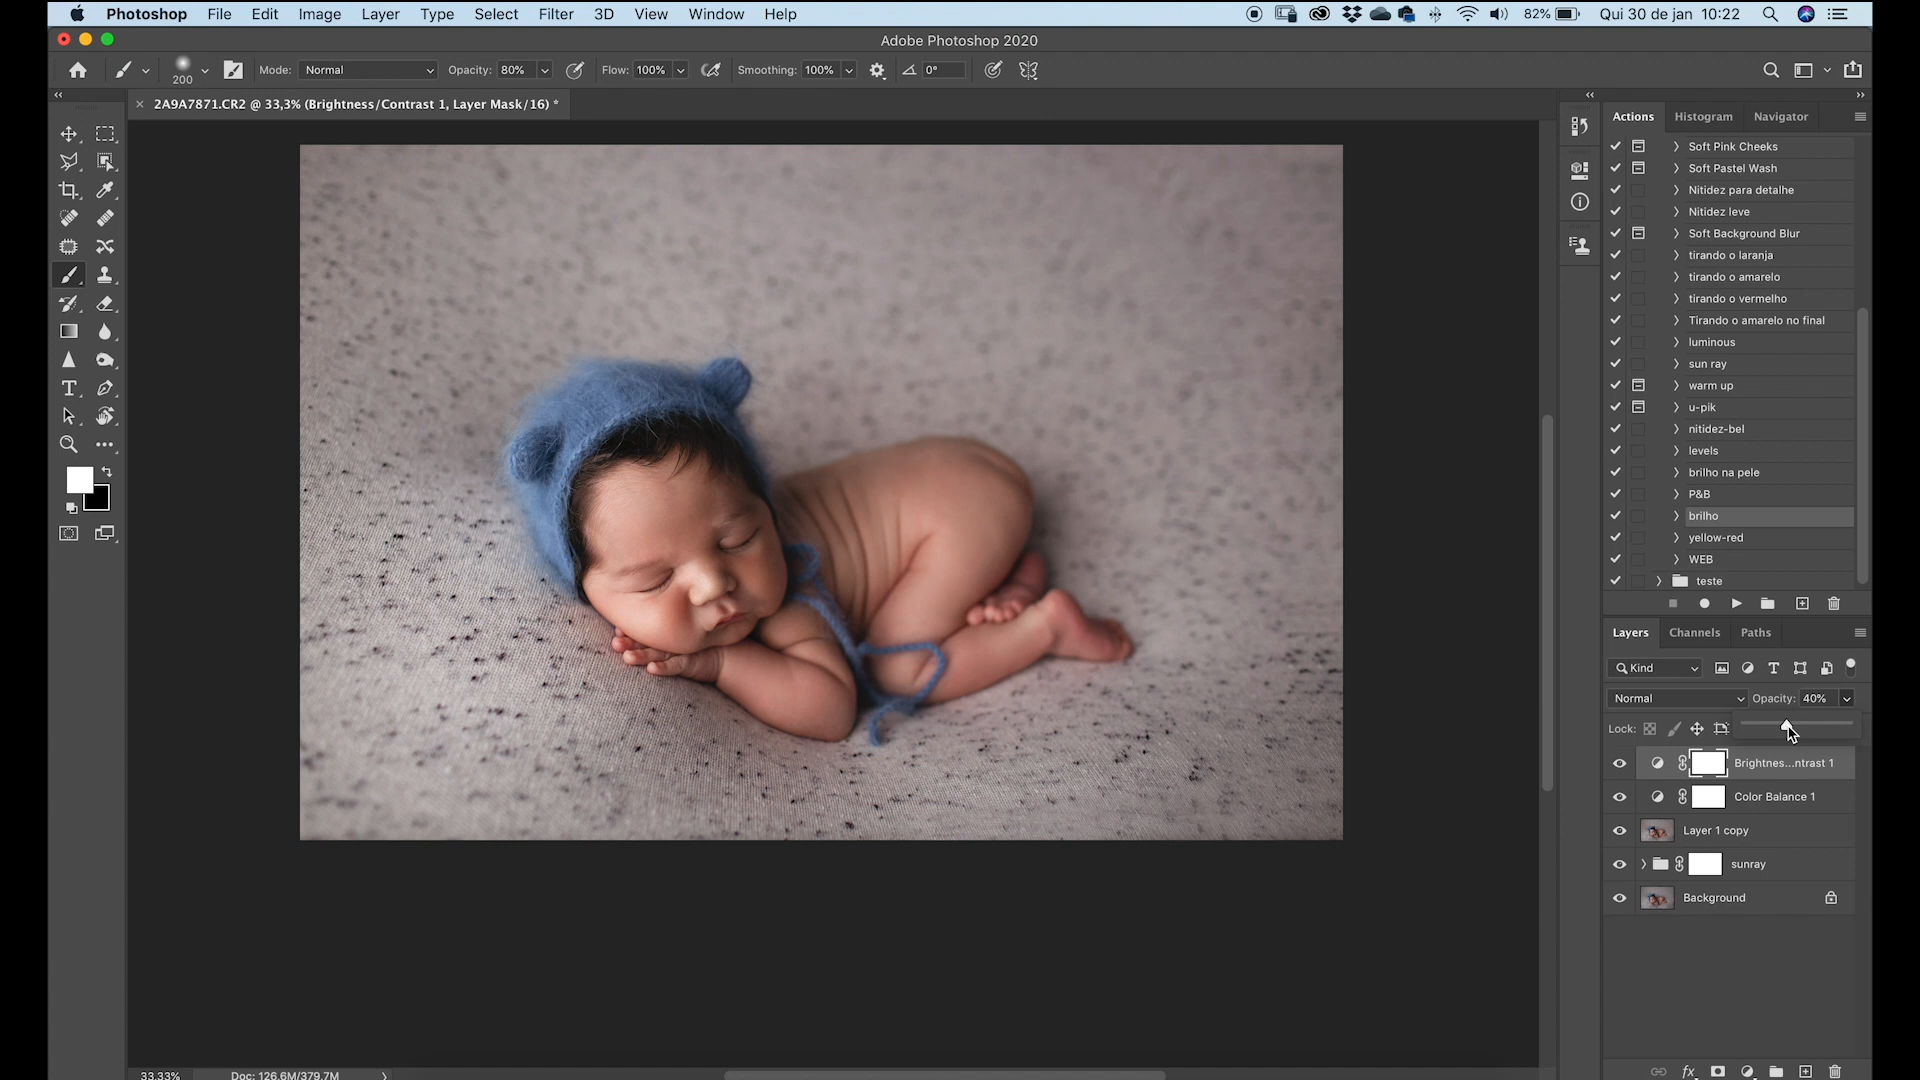 Photoshop File Edit Image Layer Type Select Filter 3D View Window Help 82% Qui 30 de jan 10:22
Adobe Photoshop 2020
200 Mode: Normal Opacity: 80% Flow: 100% Smoothing: 100% 0°
2A9A7871.CR2 @ 33,3% (Brightness/Contrast 1, Layer Mask/16) *
Actions Histogram Navigator
Soft Pink Cheeks
Soft Pastel Wash
Nitidez para detalhe
Nitidez leve
Soft Background Blur
tirando o laranja
tirando o amarelo
tirando o vermelho
Tirando o amarelo no final
luminous
sun ray
warm up
u-pik
nitidez-bel
levels
brilho na pele
P&B
brilho
yellow-red
WEB
teste
Layers Channels Paths
Kind
Normal Opacity: 40%
Lock:
Brightnes...ntrast 1
Color Balance 1
Layer 1 copy
sunray
Background
33,33% Doc: 126,6M/379,7M